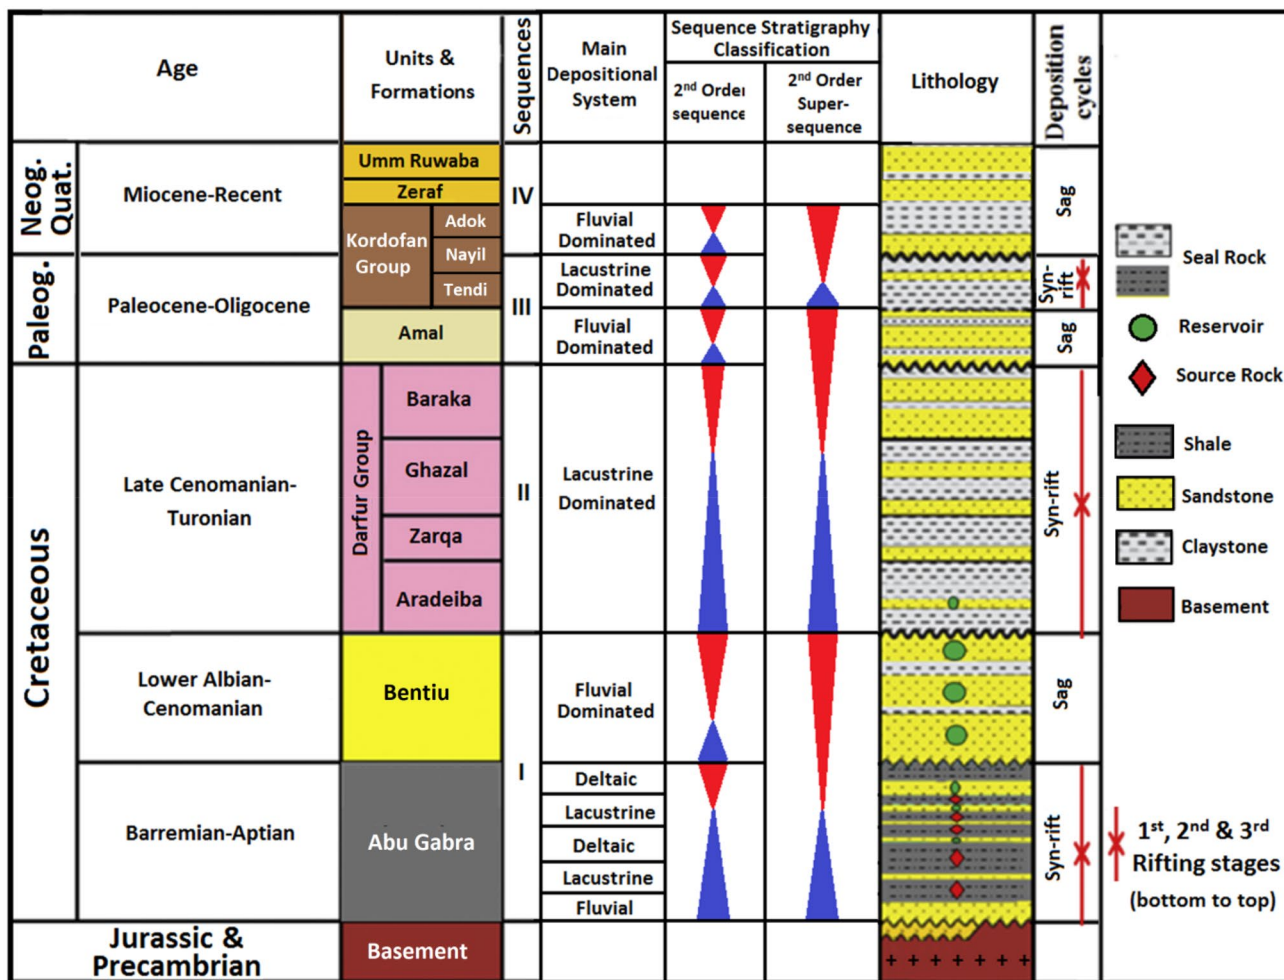 Age
Units &
Formations
Sequences
Main
Depositional
System
Sequence Stratigraphy
Classification
2nd Order
sequence
2nd Order
Super-
sequence
Lithology
Deposition
cycles
Neog.
Quat.
Miocene-Recent
Umm Ruwaba
Zeraf
Kordofan
Group
Adok
Nayil
Tendi
IV
Fluvial
Dominated
Sag
Paleog.
Paleocene-Oligocene
Amal
III
Lacustrine
Dominated
Fluvial
Dominated
Syn-
rift
Sag
Cretaceous
Late Cenomanian-
Turonian
Darfur Group
Baraka
Ghazal
Zarqa
Aradeiba
II
Lacustrine
Dominated
Syn-rift
Lower Albian-
Cenomanian
Bentiu
I
Fluvial
Dominated
Sag
Barremian-Aptian
Abu Gabra
Deltaic
Lacustrine
Deltaic
Lacustrine
Fluvial
Syn-rift
Jurassic &
Precambrian
Basement
+ + + + + + +
Seal Rock
Reservoir
Source Rock
Shale
Sandstone
Claystone
Basement
1st, 2nd & 3rd
Rifting stages
(bottom to top)